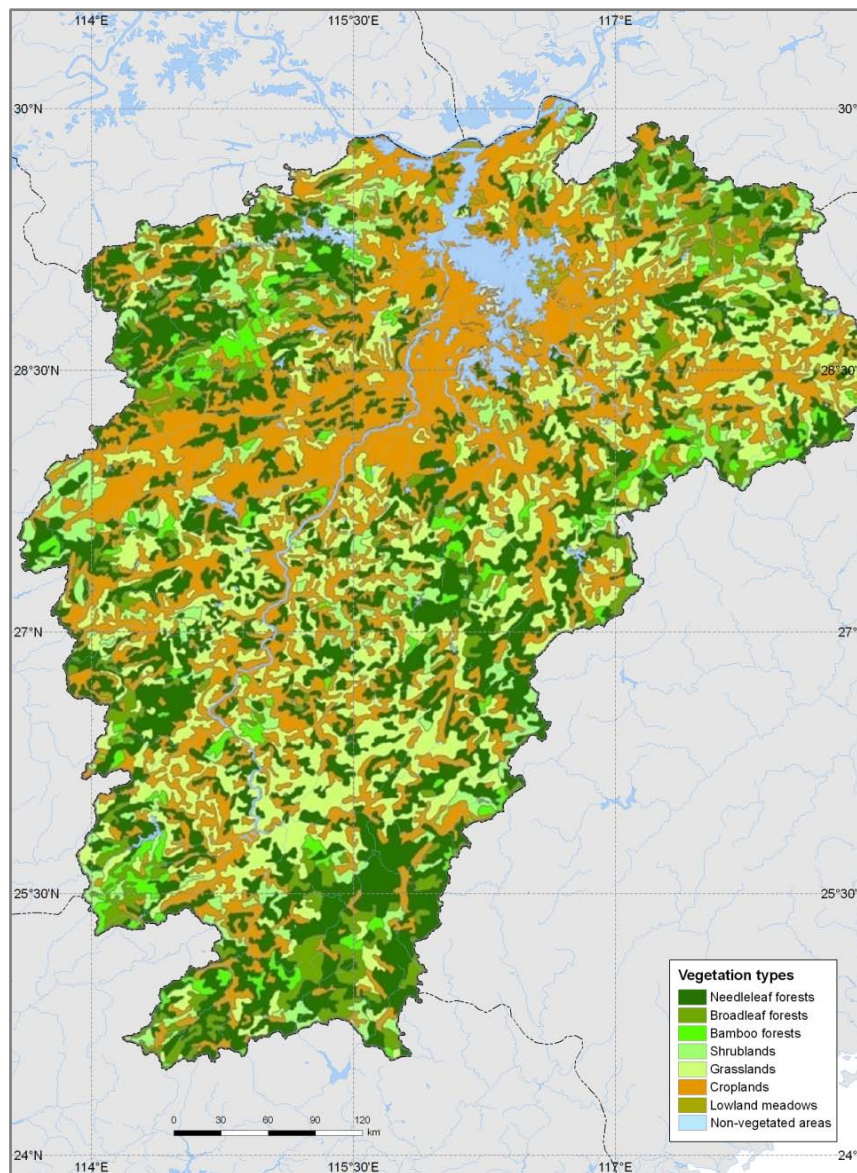 114°E 115°30'E 117°E
30°N 30°
28°30'N 28°30'
27°N 27°
25°30'N 25°30'
Vegetation types
Needleleaf forests
Broadleaf forests
Bamboo forests
Shrublands
Grasslands
Croplands
Lowland meadows
Non-vegetated areas
0 30 60 90 120
km
24°N 24°
114°E 115°30'E 117°E